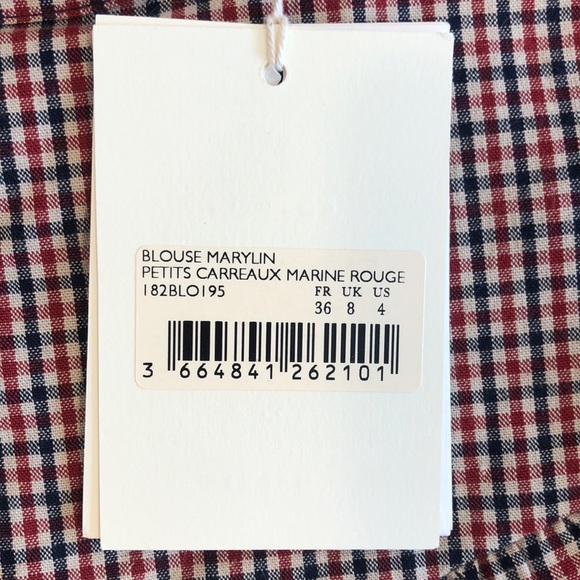 BLOUSE MARYLIN
PETITS CARREAUX MARINE ROUGE
182BLO195 FR UK US
36 8 4
3 664841 262101